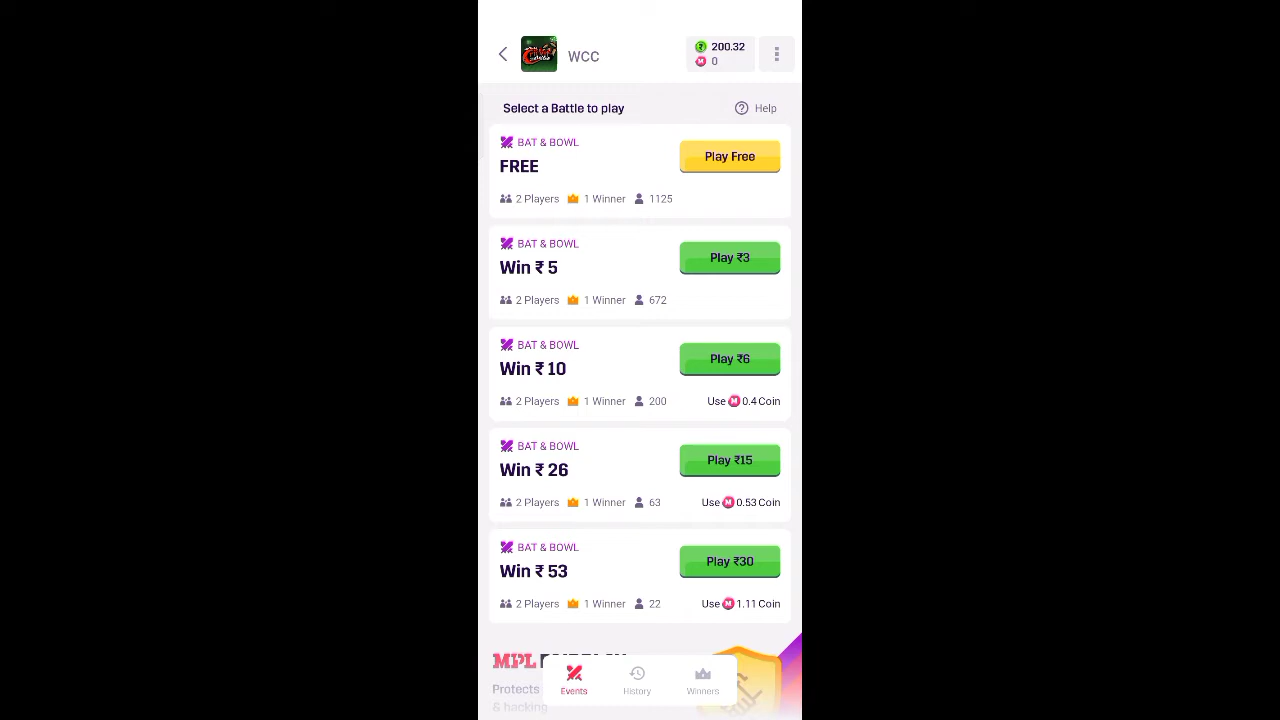 WCC
200.32
0
Select a Battle to play
Help
BAT & BOWL
FREE
Play Free
2 Players 1 Winner 1125
BAT & BOWL
Win ₹ 5
Play ₹3
2 Players 1 Winner 672
BAT & BOWL
Win ₹ 10
Play ₹6
2 Players 1 Winner 200
Use M 0.4 Coin
BAT & BOWL
Win ₹ 26
Play ₹15
2 Players 1 Winner 63
Use M 0.53 Coin
BAT & BOWL
Win ₹ 53
Play ₹30
2 Players 1 Winner 22
Use M 1.11 Coin
MPL
Protects
& hacking
Events
History
Winners